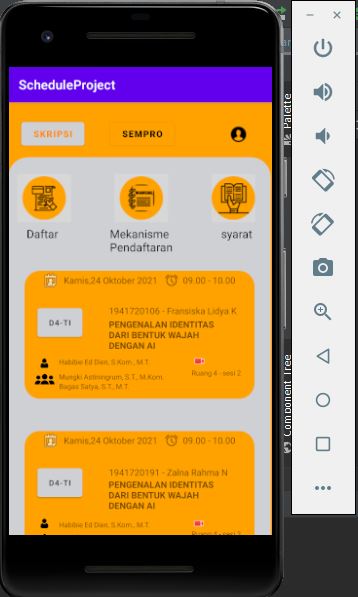 ScheduleProject
SKRIPSI
SEMPRO
Daftar
Mekanisme
Pendaftaran
syarat
Kamis,24 Oktober 2021
09.00 - 10.00
D4-TI
1941720106 - Fransiska Lidya K
PENGENALAN IDENTITAS
DARI BENTUK WAJAH
DENGAN AI
Habibie Ed Dien, S.Kom., M.T.
Mungki Astiningrum, S.T., M.Kom.
Bagas Satya, S.T., M.T.
Ruang 4 - sesi 2
Kamis,24 Oktober 2021
09.00 - 10.00
D4-TI
1941720191 - Zalna Rahma N
PENGENALAN IDENTITAS
DARI BENTUK WAJAH
DENGAN AI
Habibie Ed Dien, S.Kom., M.T.
Ruang 4 - sesi 2
Palette
Component Tree